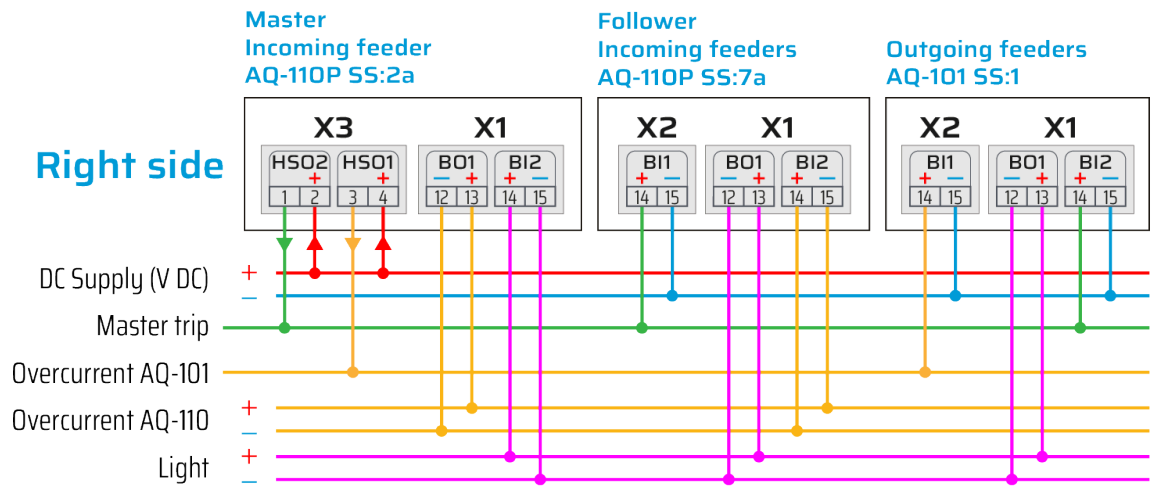 Master
Incoming feeder
AQ-110P SS:2a
Follower
Incoming feeders
AQ-110P SS:7a
Outgoing feeders
AQ-101 SS:1
Right side
X3 X1 X2 X1 X2 X1
HSO2 HSO1 BO1 BI2 BI1 BO1 BI2 BI1 BO1 BI2
+ + − + + − + − − + + − + − − + + −
1 2 3 4 12 13 14 15 14 15 12 13 14 15 14 15 12 13 14 15
DC Supply (V DC) + −
Master trip
Overcurrent AQ-101
Overcurrent AQ-110 + −
Light + −